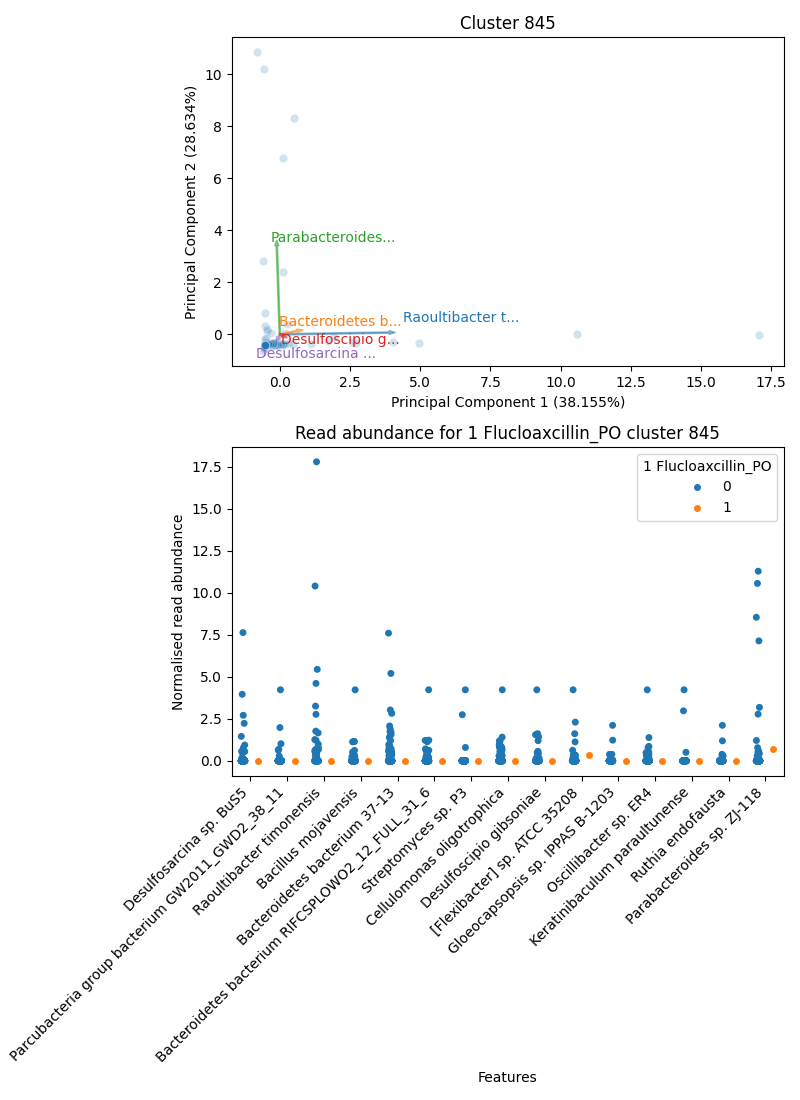 Cluster 845
Principal Component 2 (28.634%)
10
8
6
4
2
0
Parabacteroides...
Bacteroidetes b...
Raoultibacter t...
Desulfoscipio g...
Desulfosarcina ...
0.0
2.5
5.0
7.5
10.0
12.5
15.0
17.5
Principal Component 1 (38.155%)
Read abundance for 1 Flucloaxcillin_PO cluster 845
Normalised read abundance
17.5
15.0
12.5
10.0
7.5
5.0
2.5
0.0
1 Flucloaxcillin_PO
0
1
Desulfosarcina sp. BuS5
Parcubacteria group bacterium GW2011_GWD2_38_11
Raoultibacter timonensis
Bacillus mojavensis
Bacteroidetes bacterium 37-13
Bacteroidetes bacterium RIFCSPLOWO2_12_FULL_31_6
Streptomyces sp. P3
Cellulomonas oligotrophica
Desulfoscipio gibsoniae
[Flexibacter] sp. ATCC 35208
Gloeocapsopsis sp. IPPAS B-1203
Oscillibacter sp. ER4
Keratinibaculum paraultunense
Ruthia endofausta
Parabacteroides sp. ZJ-118
Features